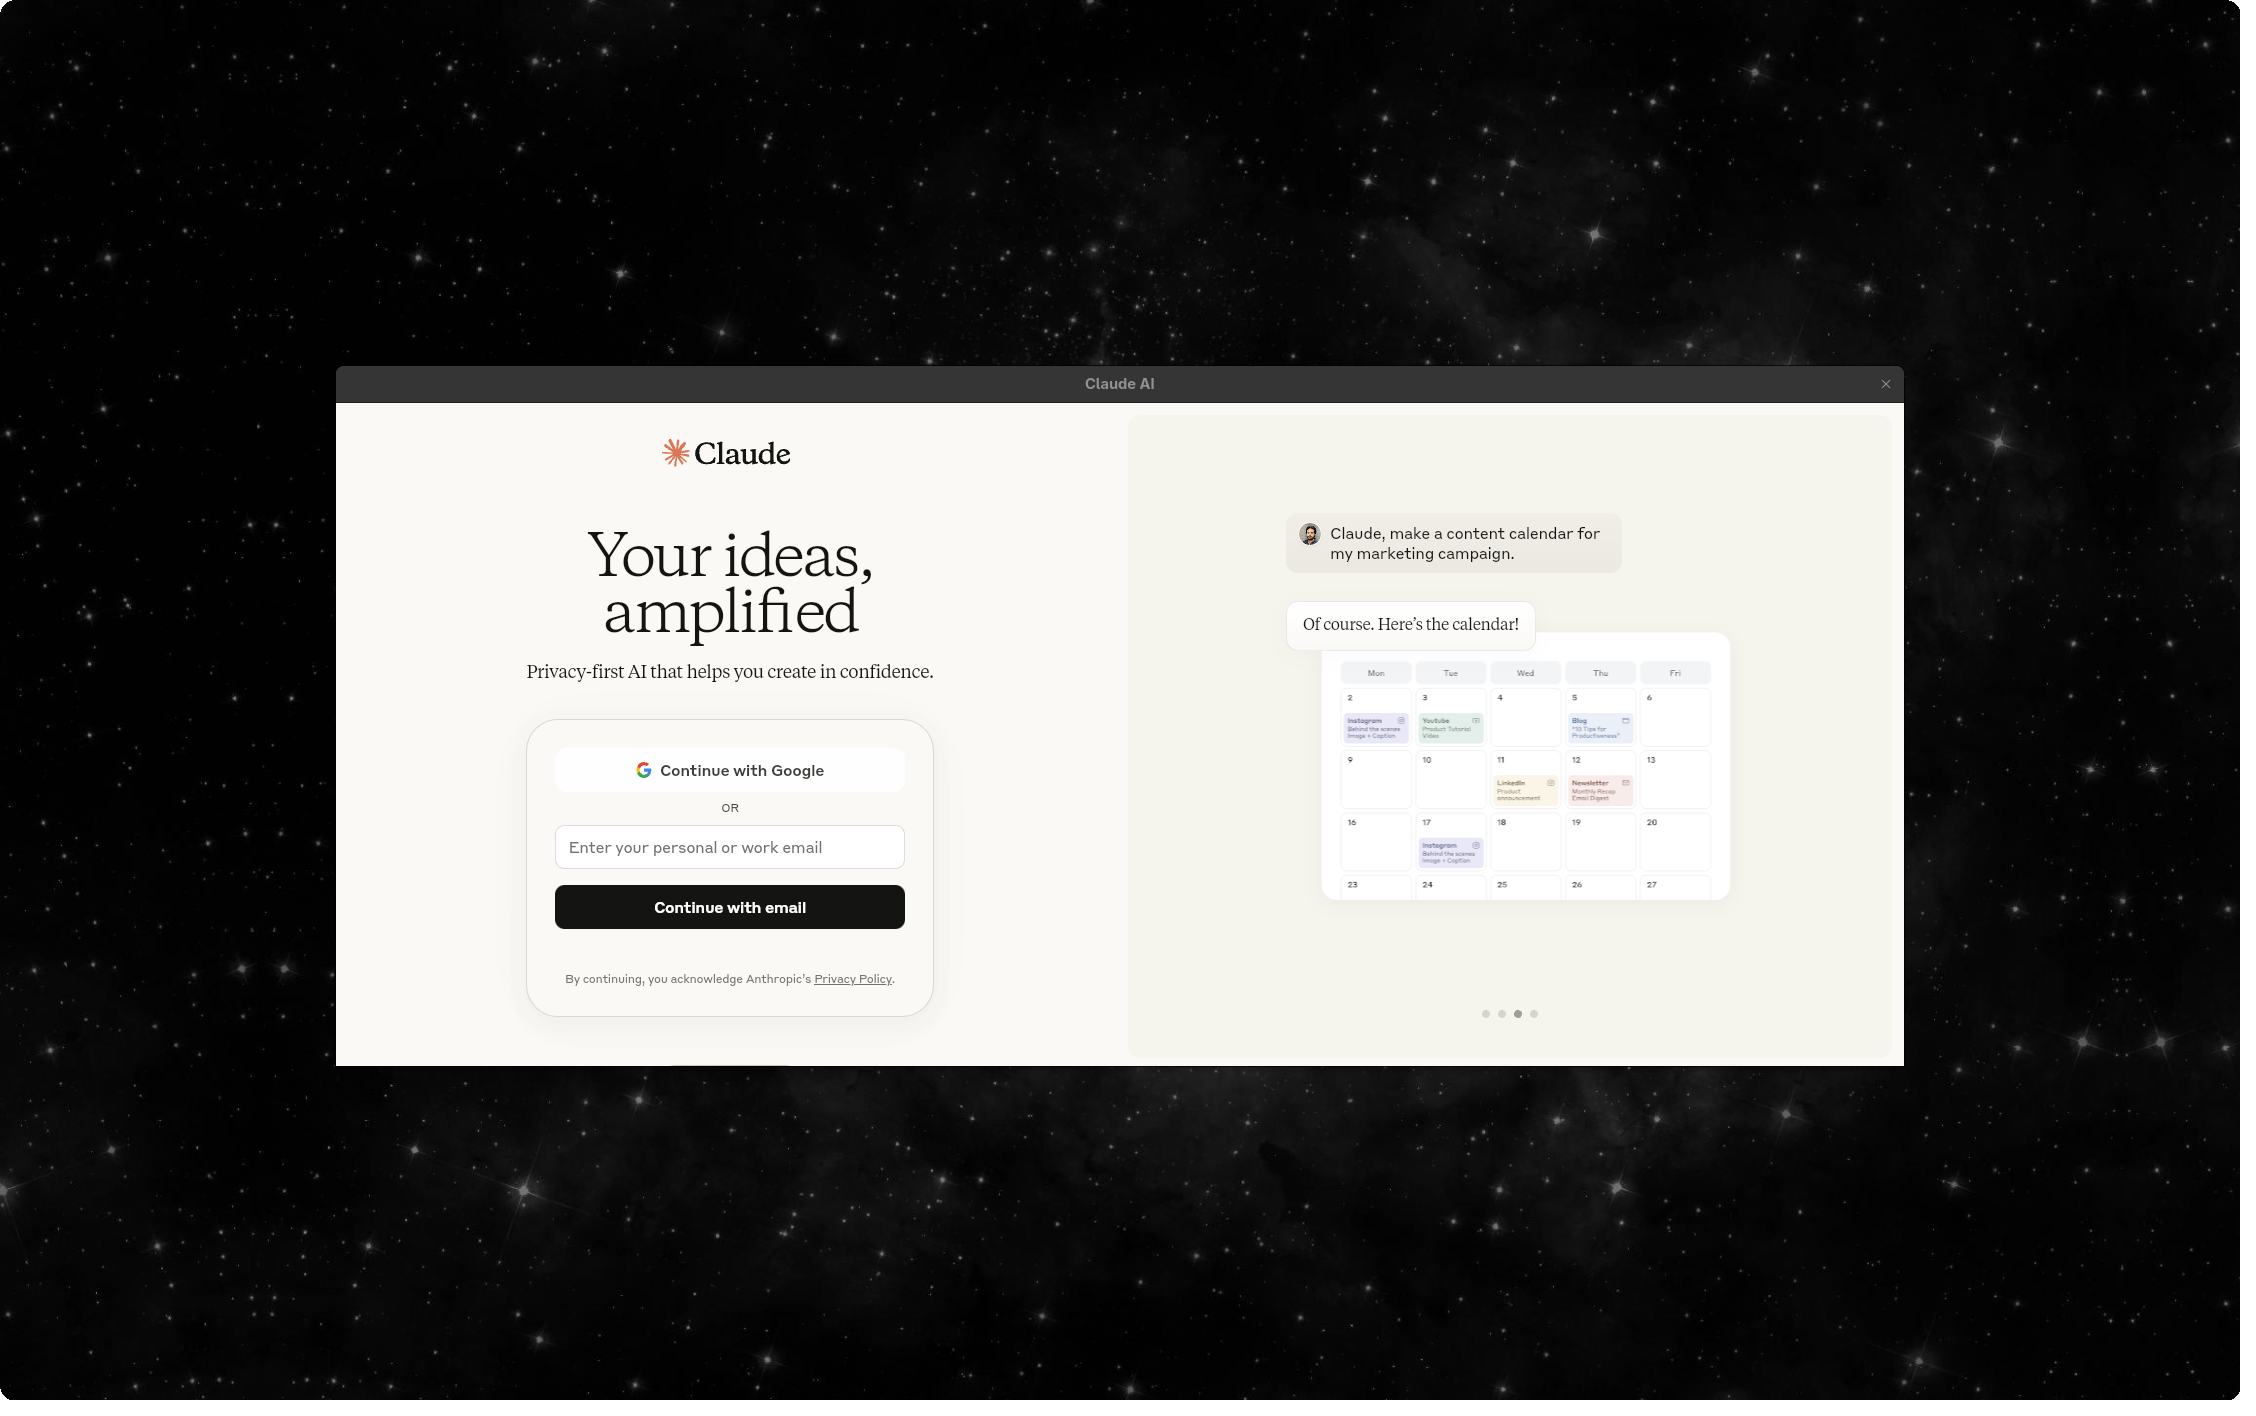 Claude AI
Claude
Your ideas,
amplified
Privacy-first AI that helps you create in confidence.
Continue with Google
OR
Enter your personal or work email
Continue with email
By continuing, you acknowledge Anthropic's Privacy Policy.
Claude, make a content calendar for
my marketing campaign.
Of course. Here's the calendar!
Mon Tue Wed Thu Fri
2 3 4 5 6
Instagram Youtube Blog
Behind the scenes Product Tutorial "10 Tips for
Image + Caption Video Productiveness"
9 10 11 12 13
LinkedIn Newsletter
Product Monthly Recap
announcement Email Digest
16 17 18 19 20
Instagram
Behind the scenes
Image + Caption
23 24 25 26 27